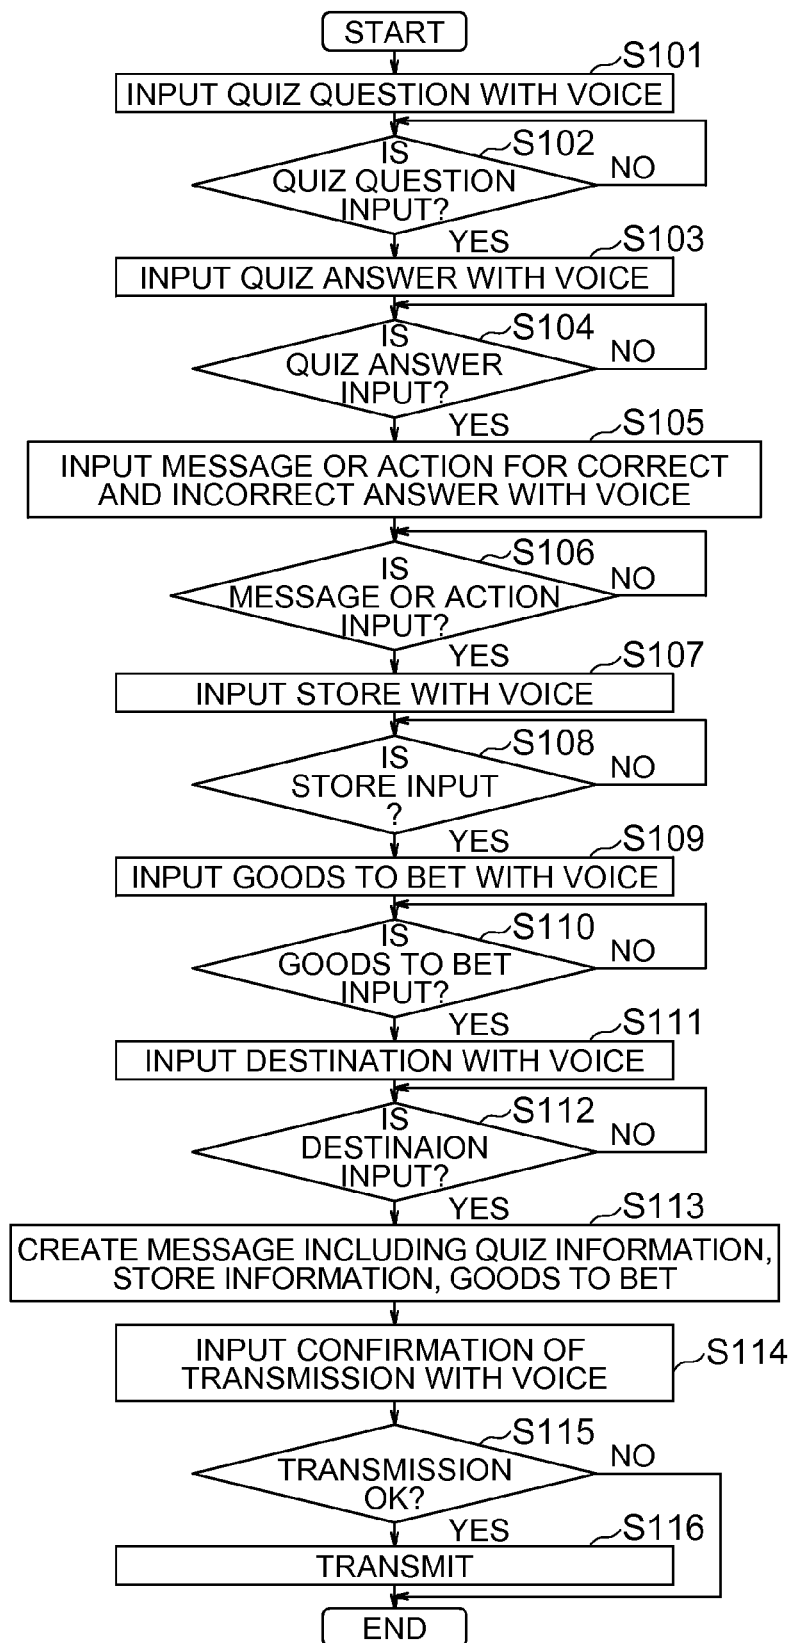 START
S101
INPUT QUIZ QUESTION WITH VOICE
S102
IS
QUIZ QUESTION
INPUT?
NO
YES
S103
INPUT QUIZ ANSWER WITH VOICE
S104
IS
QUIZ ANSWER
INPUT?
NO
YES
S105
INPUT MESSAGE OR ACTION FOR CORRECT
AND INCORRECT ANSWER WITH VOICE
S106
IS
MESSAGE OR ACTION
INPUT?
NO
YES
S107
INPUT STORE WITH VOICE
S108
IS
STORE INPUT
?
NO
YES
S109
INPUT GOODS TO BET WITH VOICE
S110
IS
GOODS TO BET
INPUT?
NO
YES
S111
INPUT DESTINATION WITH VOICE
S112
IS
DESTINAION
INPUT?
NO
YES
S113
CREATE MESSAGE INCLUDING QUIZ INFORMATION,
STORE INFORMATION, GOODS TO BET
INPUT CONFIRMATION OF
TRANSMISSION WITH VOICE
S114
S115
TRANSMISSION
OK?
NO
YES
S116
TRANSMIT
END